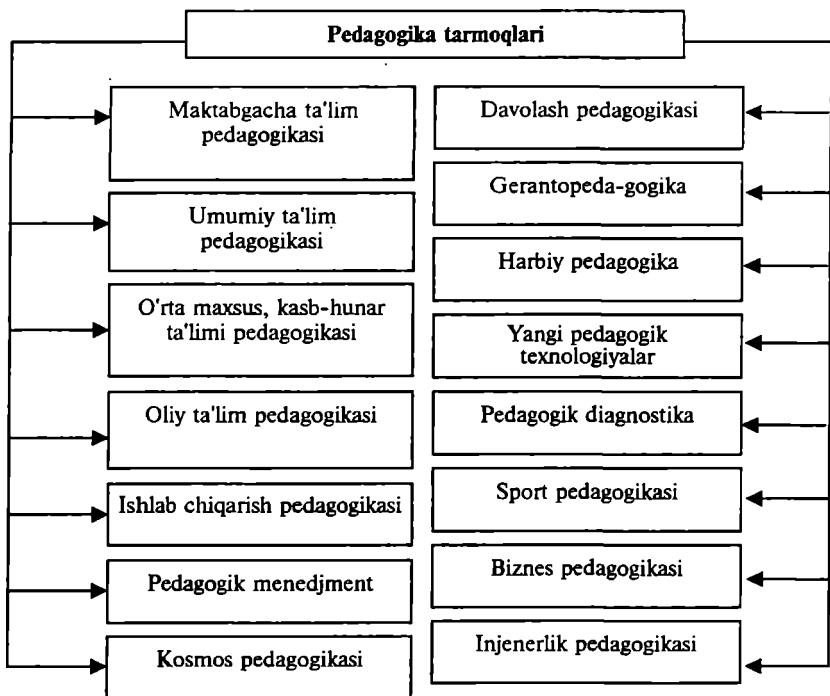 Pedagogika tarmoqlari
Maktabgacha ta'lim
pedagogikasi
Umumiy ta'lim
pedagogikasi
O'rta maxsus, kasb-hunar
ta'limi pedagogikasi
Oliy ta'lim pedagogikasi
Ishlab chiqarish pedagogikasi
Pedagogik menedjment
Kosmos pedagogikasi
Davolash pedagogikasi
Gerantopeda-gogika
Harbiy pedagogika
Yangi pedagogik
texnologiyalar
Pedagogik diagnostika
Sport pedagogikasi
Biznes pedagogikasi
Injenerlik pedagogikasi